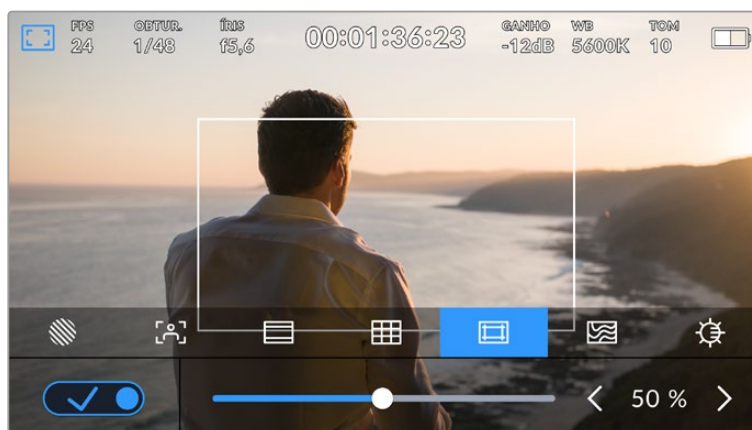 FPS OBTUR. ÍRIS GANHO WB TOM
24 1/48 f5,6 00:01:36:23 -12dB 5600K 10
50 %